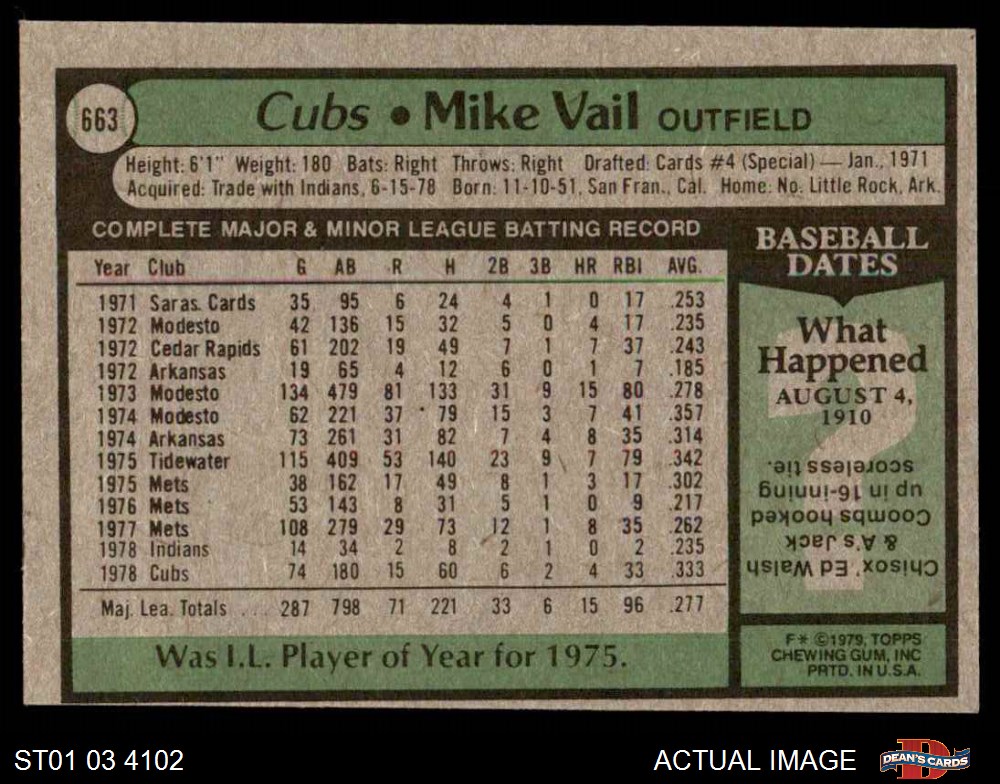 663
Cubs • Mike Vail OUTFIELD
Height: 6'1" Weight: 180 Bats: Right Throws: Right Drafted: Cards #4 (Special) — Jan., 1971
Acquired: Trade with Indians, 6-15-78 Born: 11-10-51, San Fran., Cal. Home: No. Little Rock, Ark.
COMPLETE MAJOR & MINOR LEAGUE BATTING RECORD
Year Club G AB R H 2B 3B HR RBI AVG.
1971 Saras. Cards 35 95 6 24 4 1 0 17 .253
1972 Modesto 42 136 15 32 5 0 4 17 .235
1972 Cedar Rapids 61 202 19 49 7 1 7 37 .243
1972 Arkansas 19 65 4 12 6 0 1 7 .185
1973 Modesto 134 479 81 133 31 9 15 80 .278
1974 Modesto 62 221 37 79 15 3 7 41 .357
1974 Arkansas 73 261 31 82 7 4 8 35 .314
1975 Tidewater 115 409 53 140 23 9 7 79 .342
1975 Mets 38 162 17 49 8 1 3 17 .302
1976 Mets 53 143 8 31 5 1 0 9 .217
1977 Mets 108 279 29 73 12 1 8 35 .262
1978 Indians 14 34 2 8 2 1 0 2 .235
1978 Cubs 74 180 15 60 6 2 4 33 .333
Maj. Lea. Totals . . . 287 798 71 221 33 6 15 96 .277
Was I.L. Player of Year for 1975.
BASEBALL
DATES
What
Happened
AUGUST 4,
1910
Chisox' Ed Walsh
& A's Jack
Coombs hooked
up in 16-inning
scoreless tie.
F* ©1979, TOPPS
CHEWING GUM, INC
PRTD. IN U.S.A.
ST01 03 4102
ACTUAL IMAGE
DEAN'S CARDS